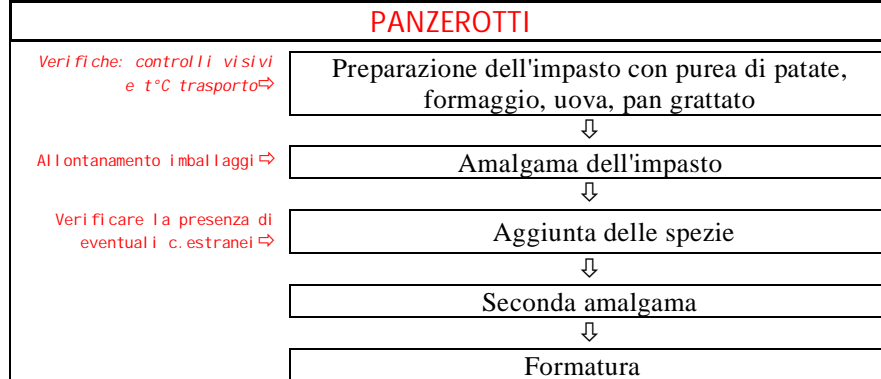 PANZEROTTI
Verifiche: controlli visivi
e t°C trasporto⇨
Preparazione dell'impasto con purea di patate,
formaggio, uova, pan grattato
⇩
Allontanamento imballaggi⇨
Amalgama dell'impasto
⇩
Verificare la presenza di
eventuali c.estranei⇨
Aggiunta delle spezie
⇩
Seconda amalgama
⇩
Formatura